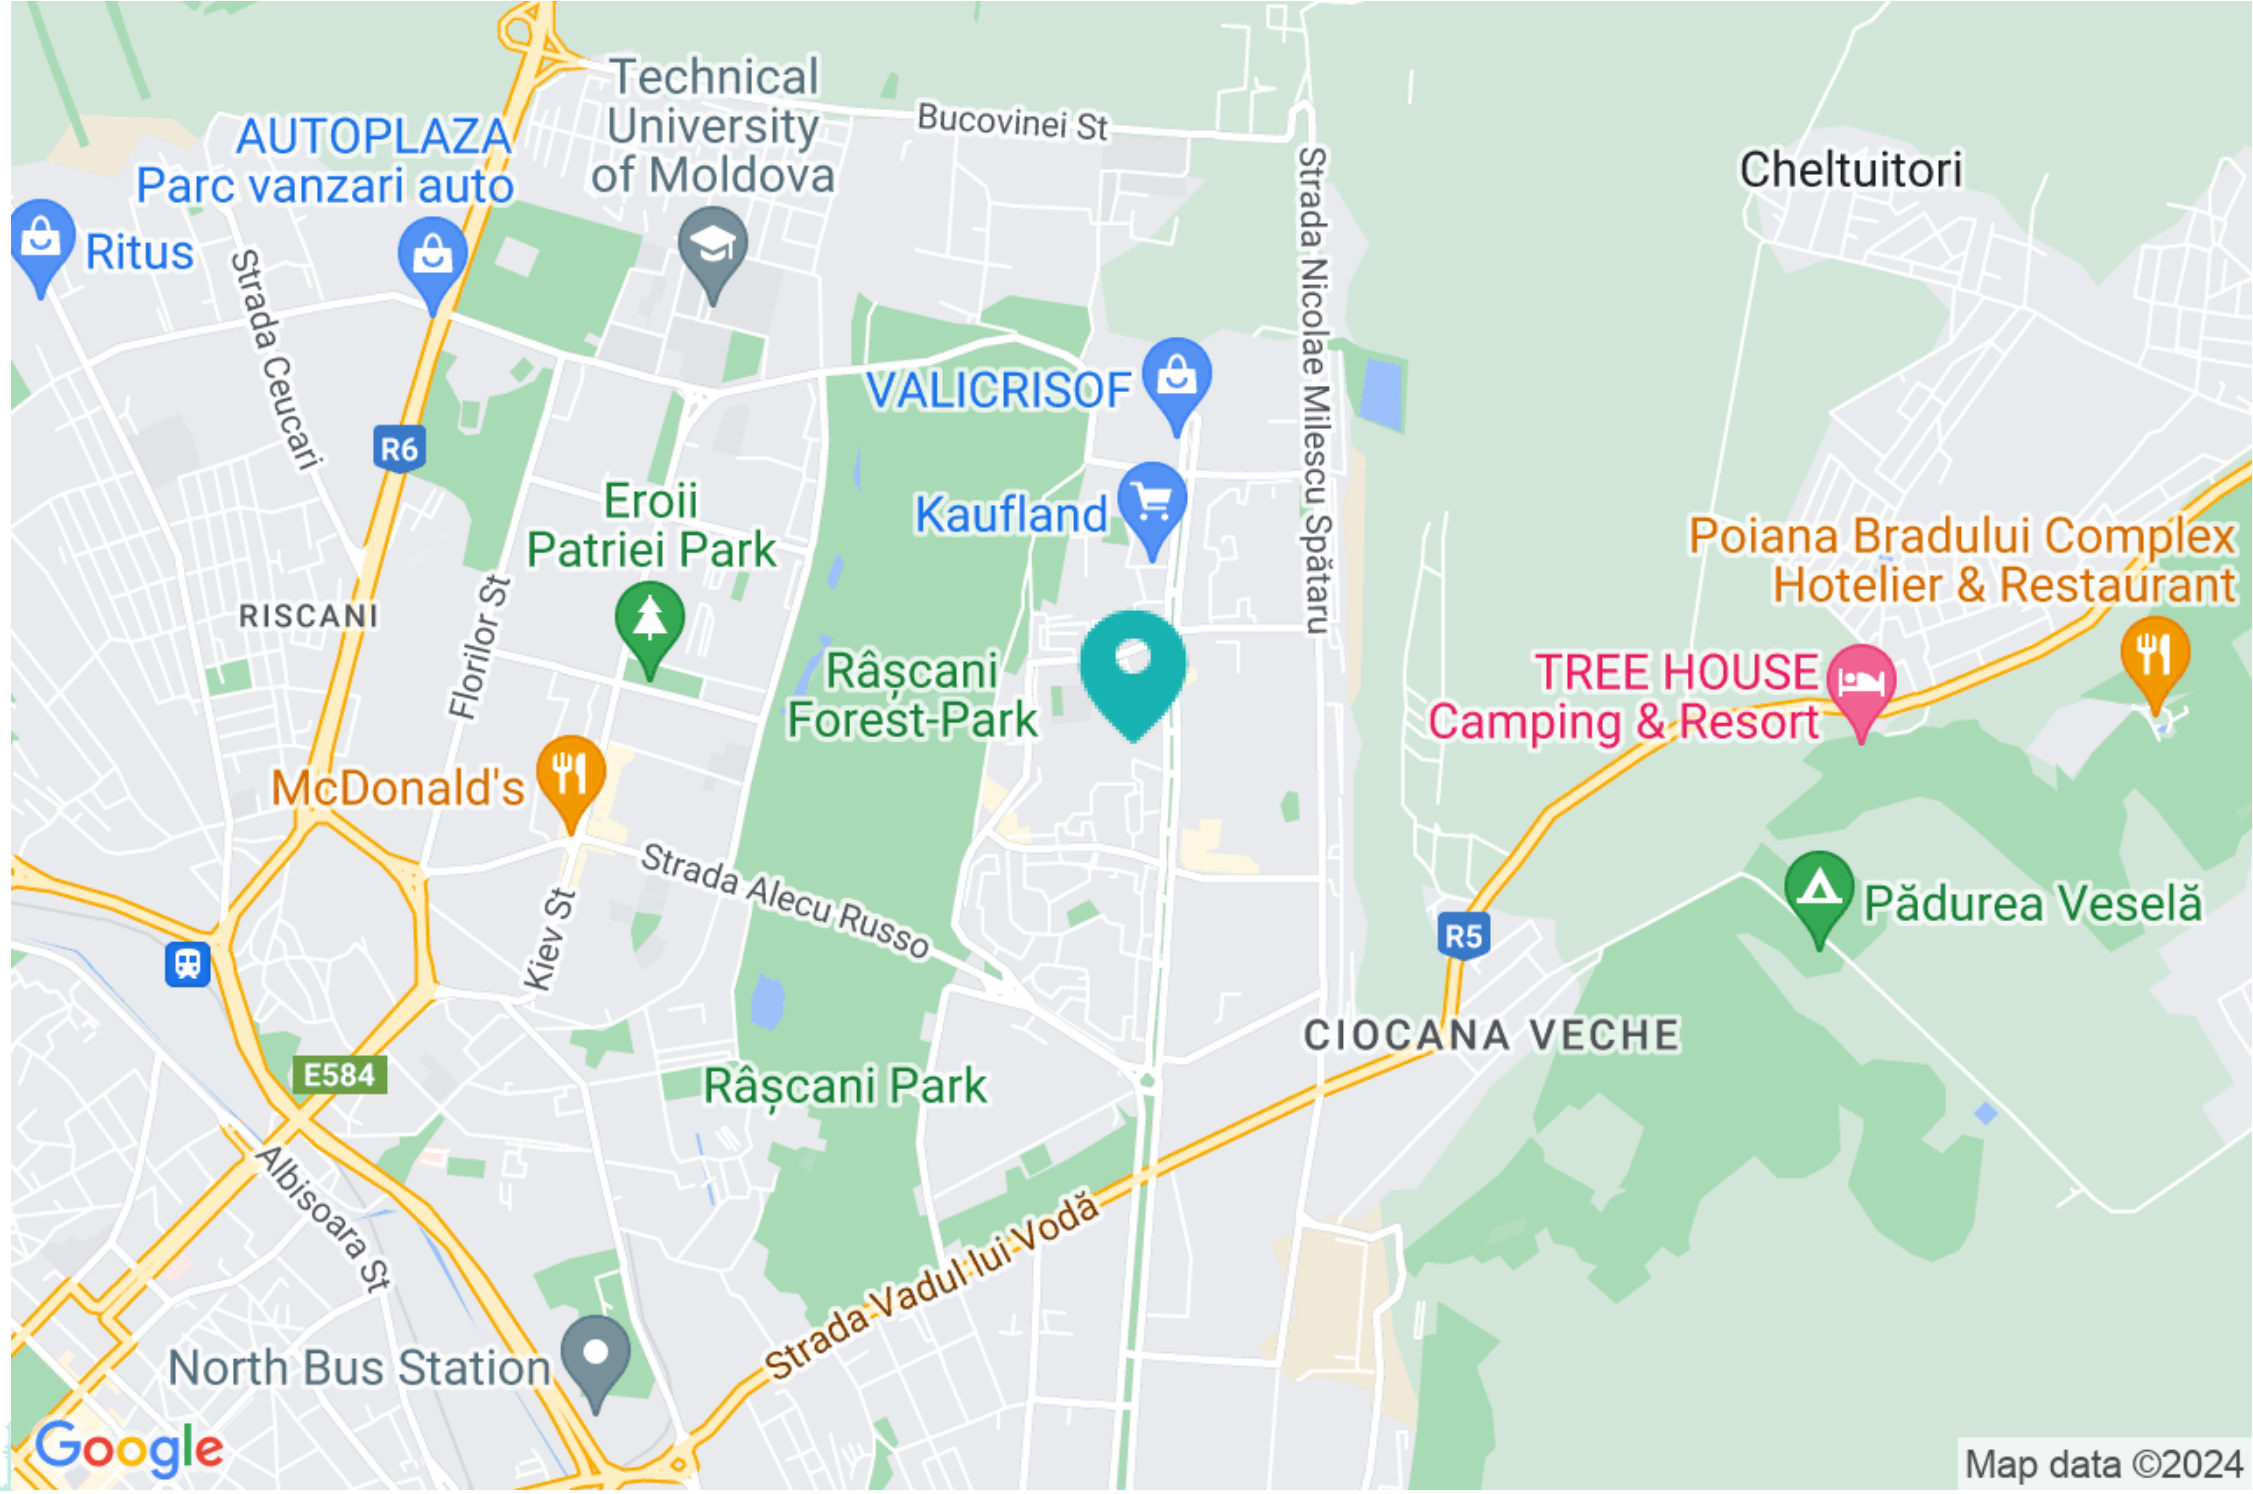 Technical
University
of Moldova
Bucovinei St
AUTOPLAZA
Parc vanzari auto
Cheltuitori
Ritus
Strada Ceucari
Strada Nicolae Milescu Spătaru
VALICRISOF
R6
Eroii
Patriei Park
Kaufland
Poiana Bradului Complex
Hotelier & Restaurant
RISCANI
Florilor St
Râșcani
Forest-Park
TREE HOUSE
Camping & Resort
McDonald's
Strada Alecu Russo
Pădurea Veselă
Kiev St
R5
CIOCANA VECHE
E584
Râșcani Park
Albisoara St
Strada Vadul lui Vodă
North Bus Station
Google
Map data ©2024